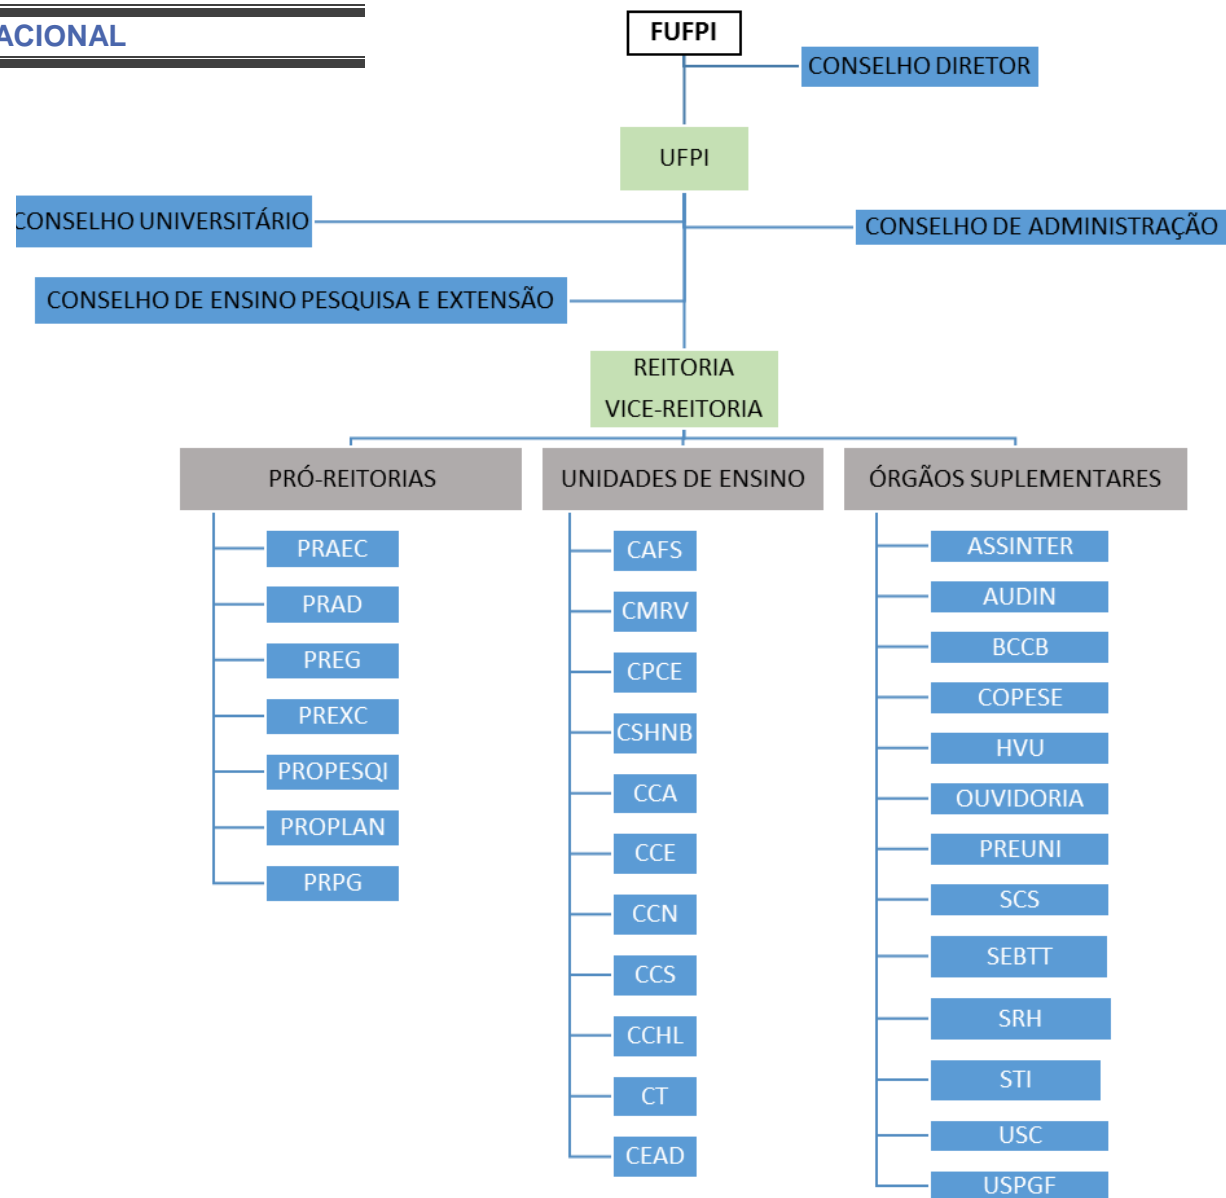 ACIONAL
FUFPI
CONSELHO DIRETOR
UFPI
CONSELHO UNIVERSITÁRIO
CONSELHO DE ADMINISTRAÇÃO
CONSELHO DE ENSINO PESQUISA E EXTENSÃO
REITORIA
VICE-REITORIA
PRÓ-REITORIAS
PRAEC
PRAD
PREG
PREXC
PROPESQI
PROPLAN
PRPG
UNIDADES DE ENSINO
CAFS
CMRV
CPCE
CSHNB
CCA
CCE
CCN
CCS
CCHL
CT
CEAD
ÓRGÃOS SUPLEMENTARES
ASSINTER
AUDIN
BCCB
COPESE
HVU
OUVIDORIA
PREUNI
SCS
SEBTT
SRH
STI
USC
USPGF